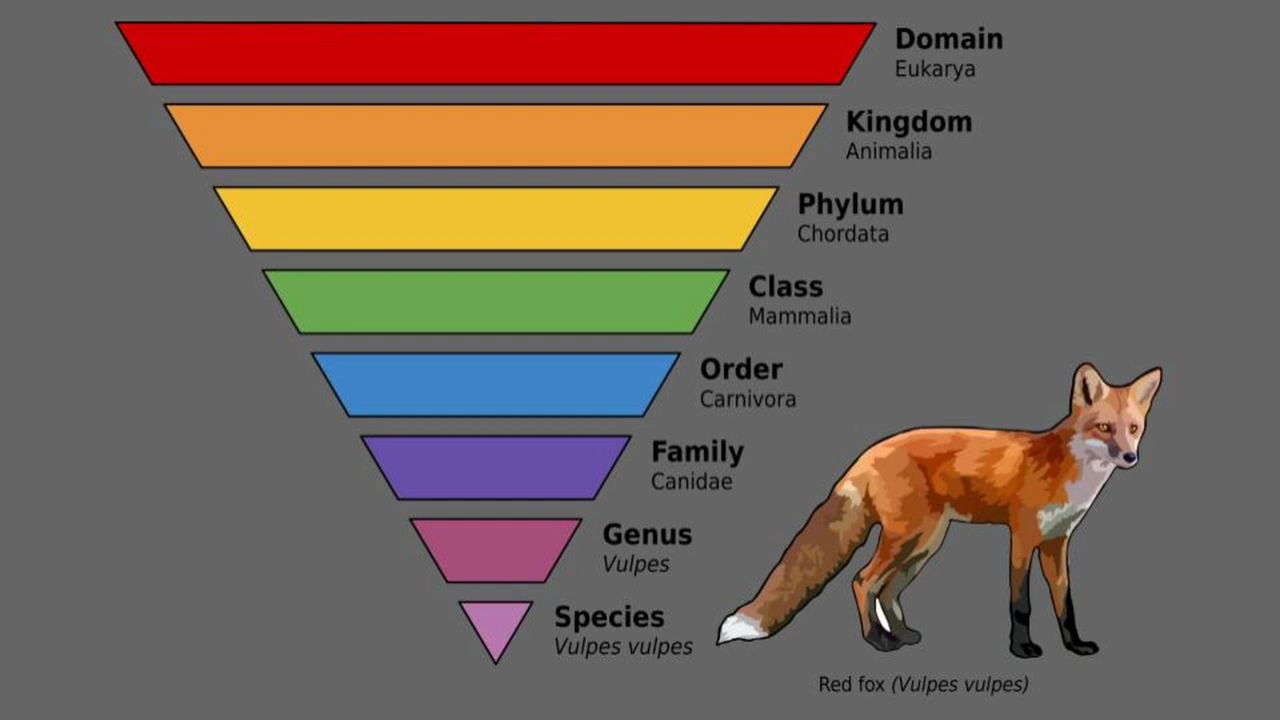 Domain
Eukarya
Kingdom
Animalia
Phylum
Chordata
Class
Mammalia
Order
Carnivora
Family
Canidae
Genus
Vulpes
Species
Vulpes vulpes
Red fox (Vulpes vulpes)